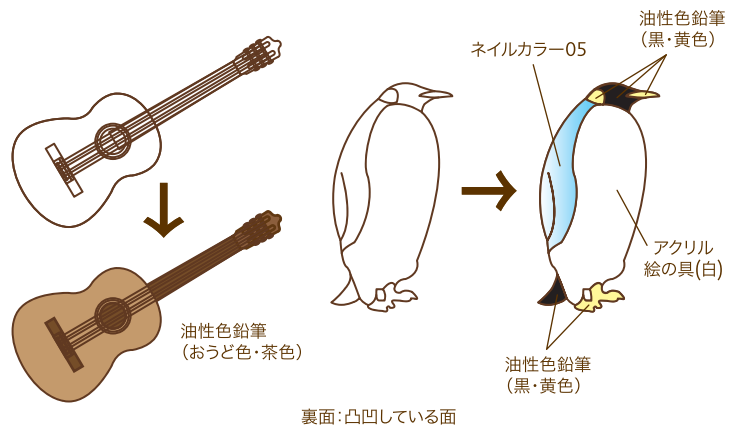 油性色鉛筆
（黒・黄色）
ネイルカラー05
アクリル
絵の具(白)
油性色鉛筆
（おうど色・茶色）
油性色鉛筆
（黒・黄色）
裏面：凸凹している面